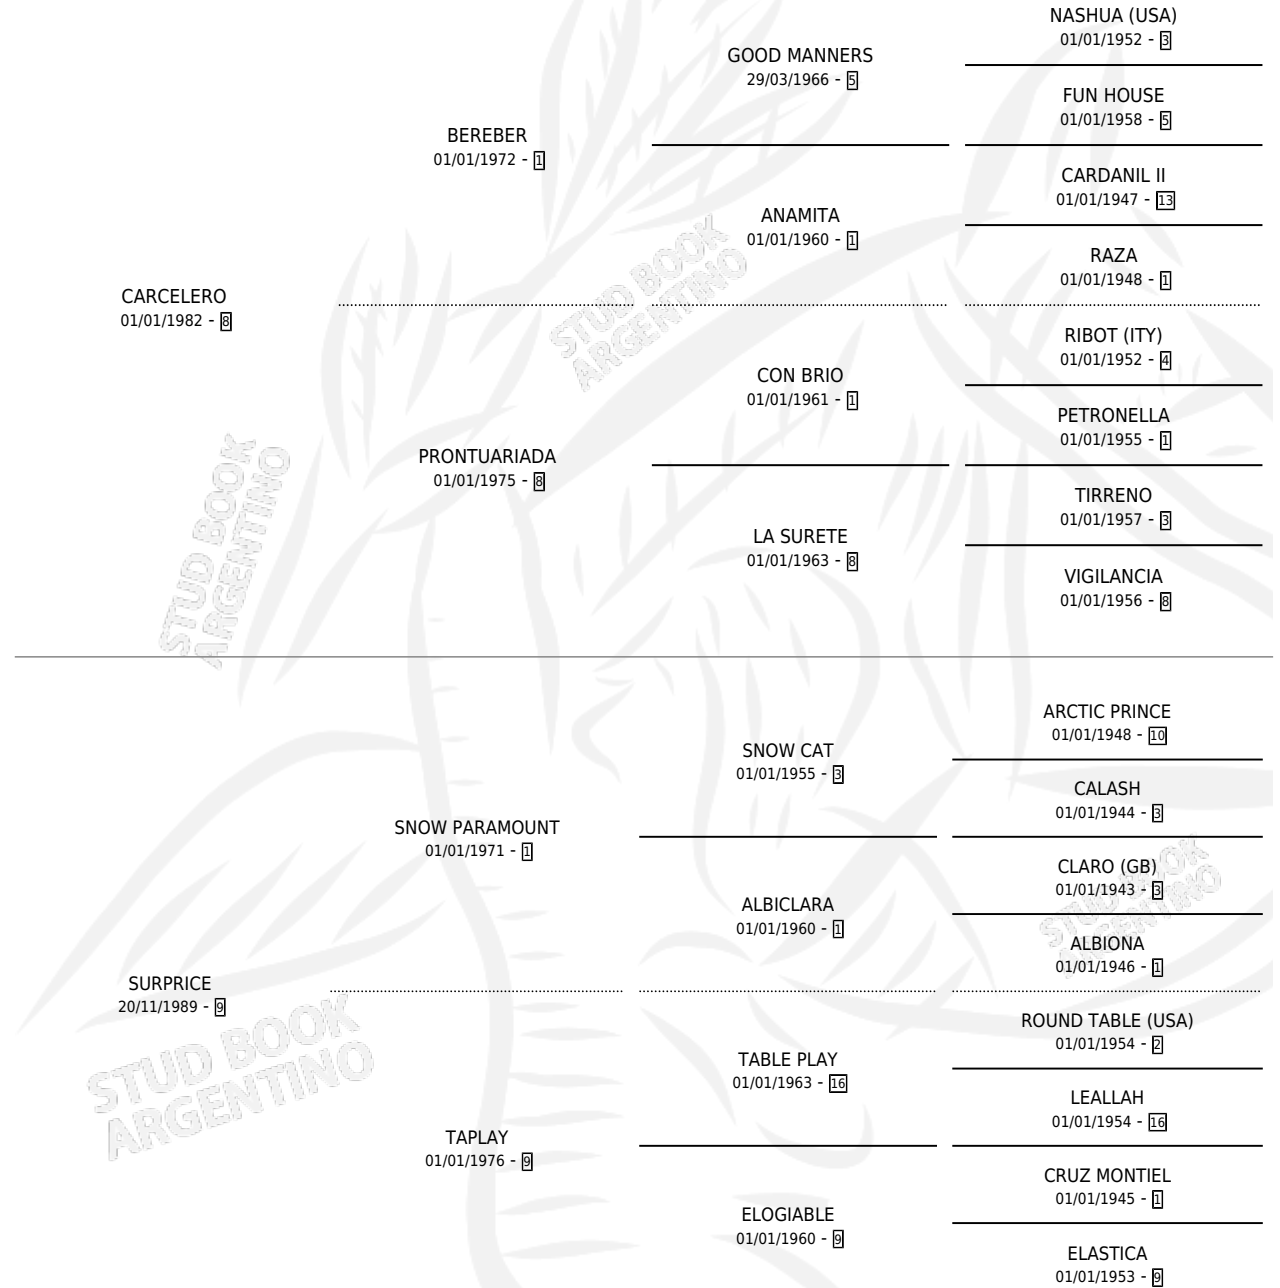 NASHUA (USA)
01/01/1952 - 3
GOOD MANNERS
29/03/1966 - 5
FUN HOUSE
01/01/1958 - 5
BEREBER
01/01/1972 - 1
CARDANIL II
01/01/1947 - 13
ANAMITA
01/01/1960 - 1
RAZA
01/01/1948 - 1
CARCELERO
01/01/1982 - 8
RIBOT (ITY)
01/01/1952 - 4
CON BRIO
01/01/1961 - 1
PETRONELLA
01/01/1955 - 1
PRONTUARIADA
01/01/1975 - 8
TIRRENO
01/01/1957 - 3
LA SURETE
01/01/1963 - 8
VIGILANCIA
01/01/1956 - 8
ARCTIC PRINCE
01/01/1948 - 10
SNOW CAT
01/01/1955 - 3
CALASH
01/01/1944 - 3
SNOW PARAMOUNT
01/01/1971 - 1
CLARO (GB)
01/01/1943 - 3
ALBICLARA
01/01/1960 - 1
ALBIONA
01/01/1946 - 1
SURPRICE
20/11/1989 - 9
ROUND TABLE (USA)
01/01/1954 - 2
TABLE PLAY
01/01/1963 - 16
LEALLAH
01/01/1954 - 16
TAPLAY
01/01/1976 - 9
CRUZ MONTIEL
01/01/1945 - 1
ELOGIABLE
01/01/1960 - 9
ELASTICA
01/01/1953 - 9
STUD BOOK
ARGENTINO
STUD BOOK
ARGENTINO
STUD BOOK
ARGENTINO
STUD BOOK
ARGENTINO